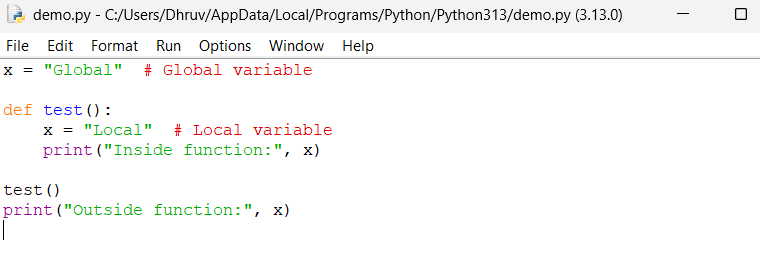 demo.py - C:/Users/Dhruv/AppData/Local/Programs/Python/Python313/demo.py (3.13.0)
File Edit Format Run Options Window Help
x = "Global"  # Global variable

def test():
    x = "Local"  # Local variable
    print("Inside function:", x)

test()
print("Outside function:", x)